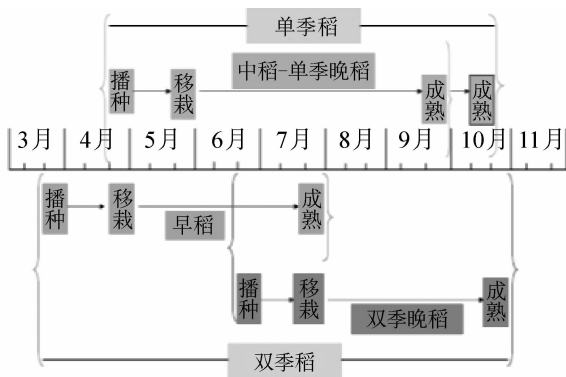 单季稻
中稻-单季晚稻
播种
移栽
成熟
成熟
3月 4月 5月 6月 7月 8月 9月 10月 11月
播种
移栽
早稻
成熟
播种
移栽
双季晚稻
成熟
双季稻